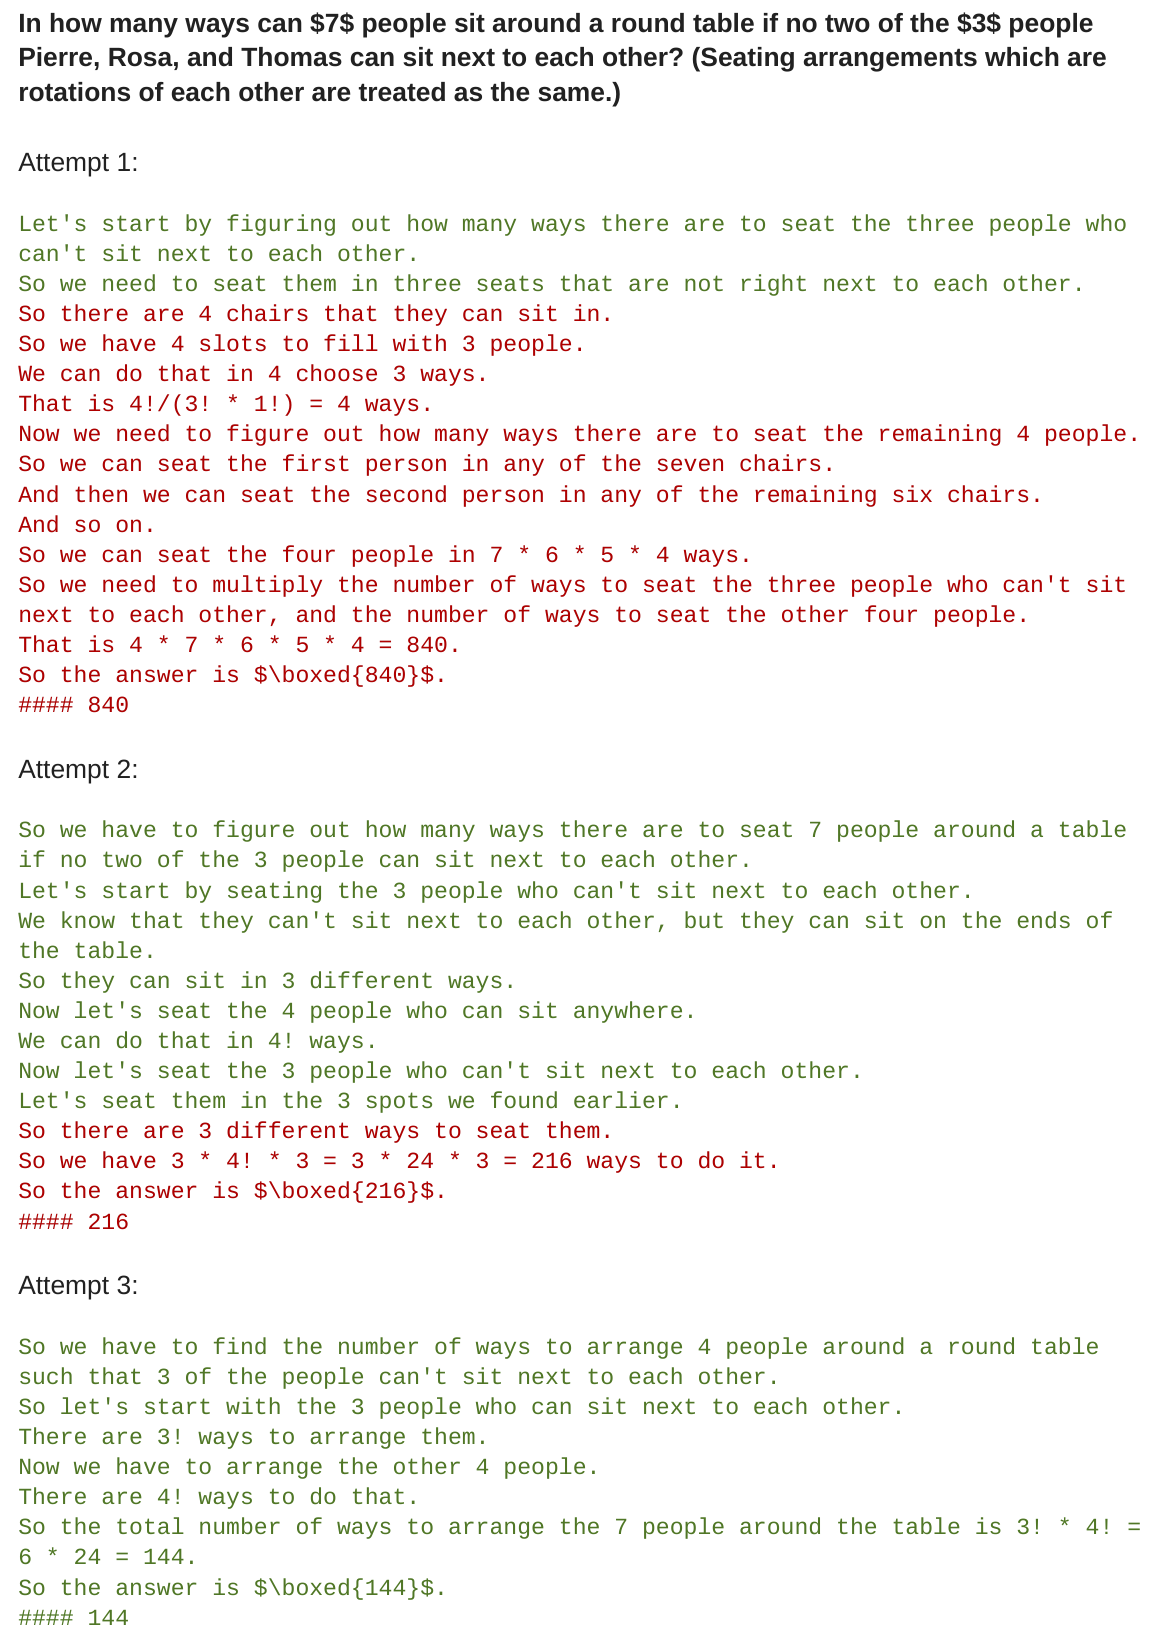 In how many ways can $7$ people sit around a round table if no two of the $3$ people
Pierre, Rosa, and Thomas can sit next to each other? (Seating arrangements which are
rotations of each other are treated as the same.)
Attempt 1:
Let's start by figuring out how many ways there are to seat the three people who
can't sit next to each other.
So we need to seat them in three seats that are not right next to each other.
So there are 4 chairs that they can sit in.
So we have 4 slots to fill with 3 people.
We can do that in 4 choose 3 ways.
That is 4!/(3! * 1!) = 4 ways.
Now we need to figure out how many ways there are to seat the remaining 4 people.
So we can seat the first person in any of the seven chairs.
And then we can seat the second person in any of the remaining six chairs.
And so on.
So we can seat the four people in 7 * 6 * 5 * 4 ways.
So we need to multiply the number of ways to seat the three people who can't sit
next to each other, and the number of ways to seat the other four people.
That is 4 * 7 * 6 * 5 * 4 = 840.
So the answer is $\boxed{840}$.
#### 840
Attempt 2:
So we have to figure out how many ways there are to seat 7 people around a table
if no two of the 3 people can sit next to each other.
Let's start by seating the 3 people who can't sit next to each other.
We know that they can't sit next to each other, but they can sit on the ends of
the table.
So they can sit in 3 different ways.
Now let's seat the 4 people who can sit anywhere.
We can do that in 4! ways.
Now let's seat the 3 people who can't sit next to each other.
Let's seat them in the 3 spots we found earlier.
So there are 3 different ways to seat them.
So we have 3 * 4! * 3 = 3 * 24 * 3 = 216 ways to do it.
So the answer is $\boxed{216}$.
#### 216
Attempt 3:
So we have to find the number of ways to arrange 4 people around a round table
such that 3 of the people can't sit next to each other.
So let's start with the 3 people who can sit next to each other.
There are 3! ways to arrange them.
Now we have to arrange the other 4 people.
There are 4! ways to do that.
So the total number of ways to arrange the 7 people around the table is 3! * 4! =
6 * 24 = 144.
So the answer is $\boxed{144}$.
#### 144